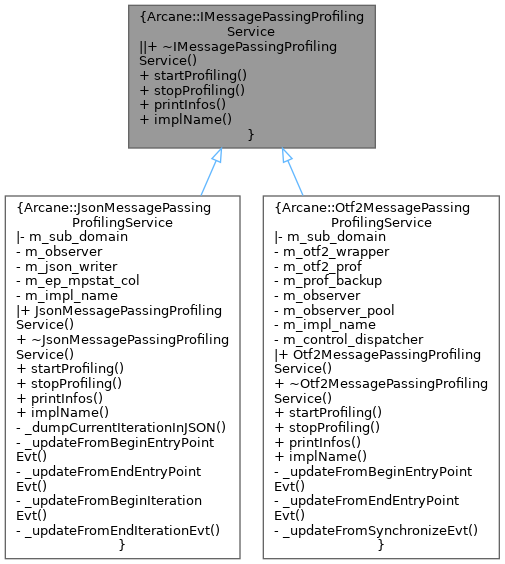 {Arcane::IMessagePassingProfiling
Service
||+ ~IMessagePassingProfiling
Service()
+ startProfiling()
+ stopProfiling()
+ printInfos()
+ implName()
}
{Arcane::JsonMessagePassing
ProfilingService
|- m_sub_domain
- m_observer
- m_json_writer
- m_ep_mpstat_col
- m_impl_name
|+ JsonMessagePassingProfiling
Service()
+ ~JsonMessagePassingProfiling
Service()
+ startProfiling()
+ stopProfiling()
+ printInfos()
+ implName()
- _dumpCurrentIterationInJSON()
- _updateFromBeginEntryPoint
Evt()
- _updateFromEndEntryPoint
Evt()
- _updateFromBeginIteration
Evt()
- _updateFromEndIterationEvt()
}
{Arcane::Otf2MessagePassing
ProfilingService
|- m_sub_domain
- m_otf2_wrapper
- m_otf2_prof
- m_prof_backup
- m_observer
- m_observer_pool
- m_impl_name
- m_control_dispatcher
|+ Otf2MessagePassingProfiling
Service()
+ ~Otf2MessagePassingProfiling
Service()
+ startProfiling()
+ stopProfiling()
+ printInfos()
+ implName()
- _updateFromBeginEntryPoint
Evt()
- _updateFromEndEntryPoint
Evt()
- _updateFromSynchronizeEvt()
}